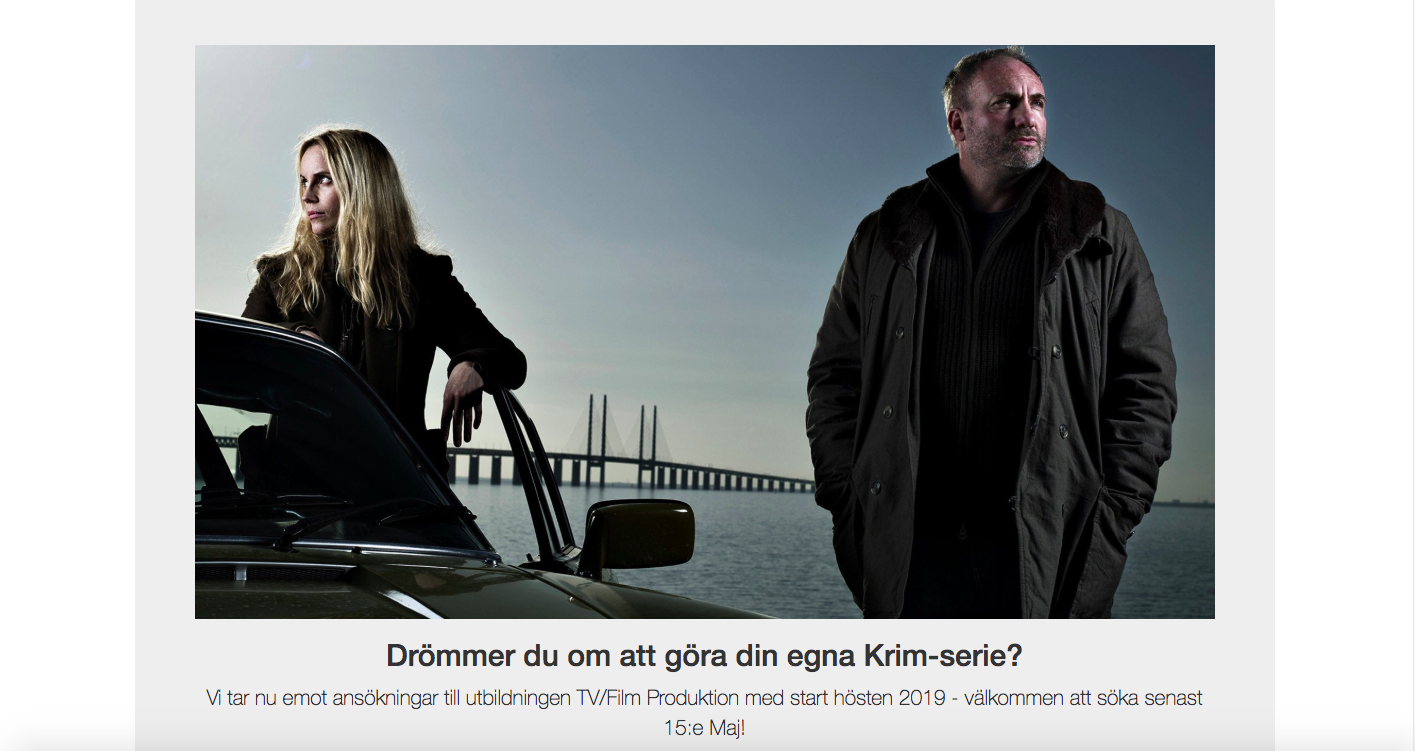 Drömmer du om att göra din egna Krim-serie?
Vi tar nu emot ansökningar till utbildningen TV/Film Produktion med start hösten 2019 - välkommen att söka senast
15:e Maj!